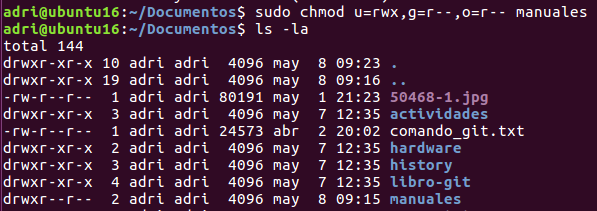 adri@ubuntu16:~/Documentos$ sudo chmod u=rwx,g=r--,o=r-- manuales
adri@ubuntu16:~/Documentos$ ls -la
total 144
drwxr-xr-x 10 adri adri  4096 may  8 09:23 .
drwxr-xr-x 19 adri adri  4096 may  8 09:16 ..
-rw-r--r--  1 adri adri 80191 may  1 21:23 50468-1.jpg
drwxr-xr-x  3 adri adri  4096 may  7 12:35 actividades
-rw-r--r--  1 adri adri 24573 abr  2 20:02 comando_git.txt
drwxr-xr-x  2 adri adri  4096 may  7 12:35 hardware
drwxr-xr-x  3 adri adri  4096 may  7 12:35 history
drwxr-xr-x  4 adri adri  4096 may  7 12:35 libro-git
drwxr--r--  2 adri adri  4096 may  8 09:15 manuales